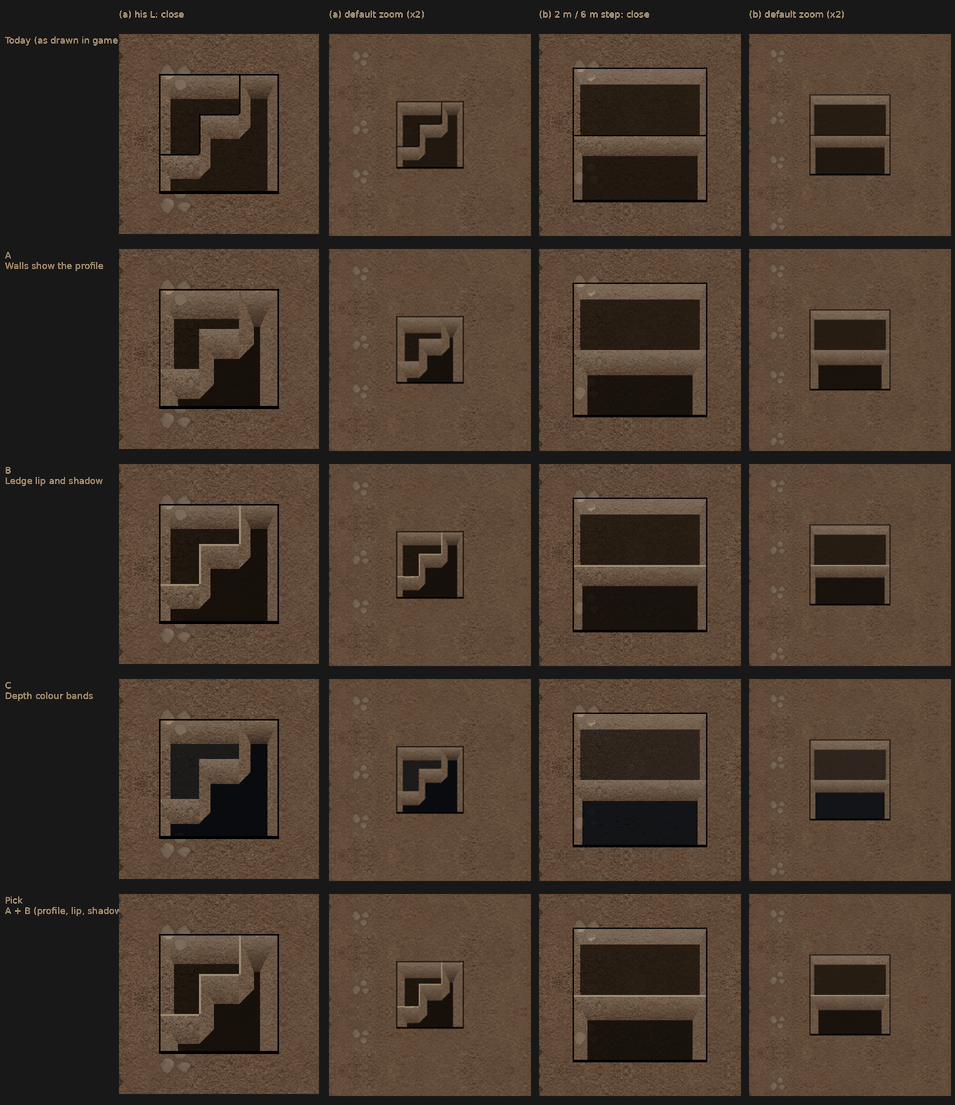 (a) his L: close
(a) default zoom (x2)
(b) 2 m / 6 m step: close
(b) default zoom (x2)
Today (as drawn in game
A
Walls show the profile
B
Ledge lip and shadow
C
Depth colour bands
Pick
A + B (profile, lip, shadow